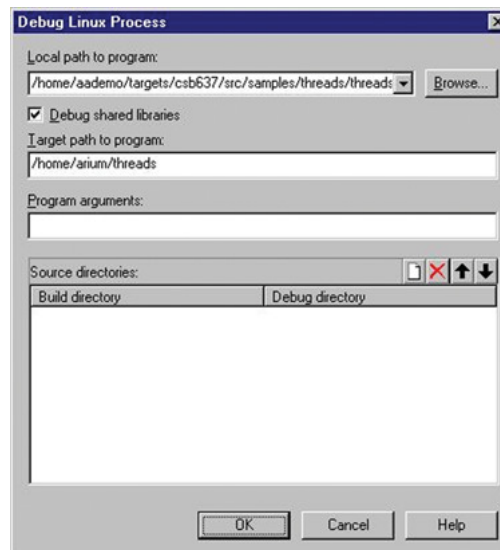 Debug Linux Process
Local path to program:
/home/aademo/targets/csb637/src/samples/threads/threads
Browse...
Debug shared libraries
Target path to program:
/home/arium/threads
Program arguments:
Source directories:
Build directory
Debug directory
OK
Cancel
Help